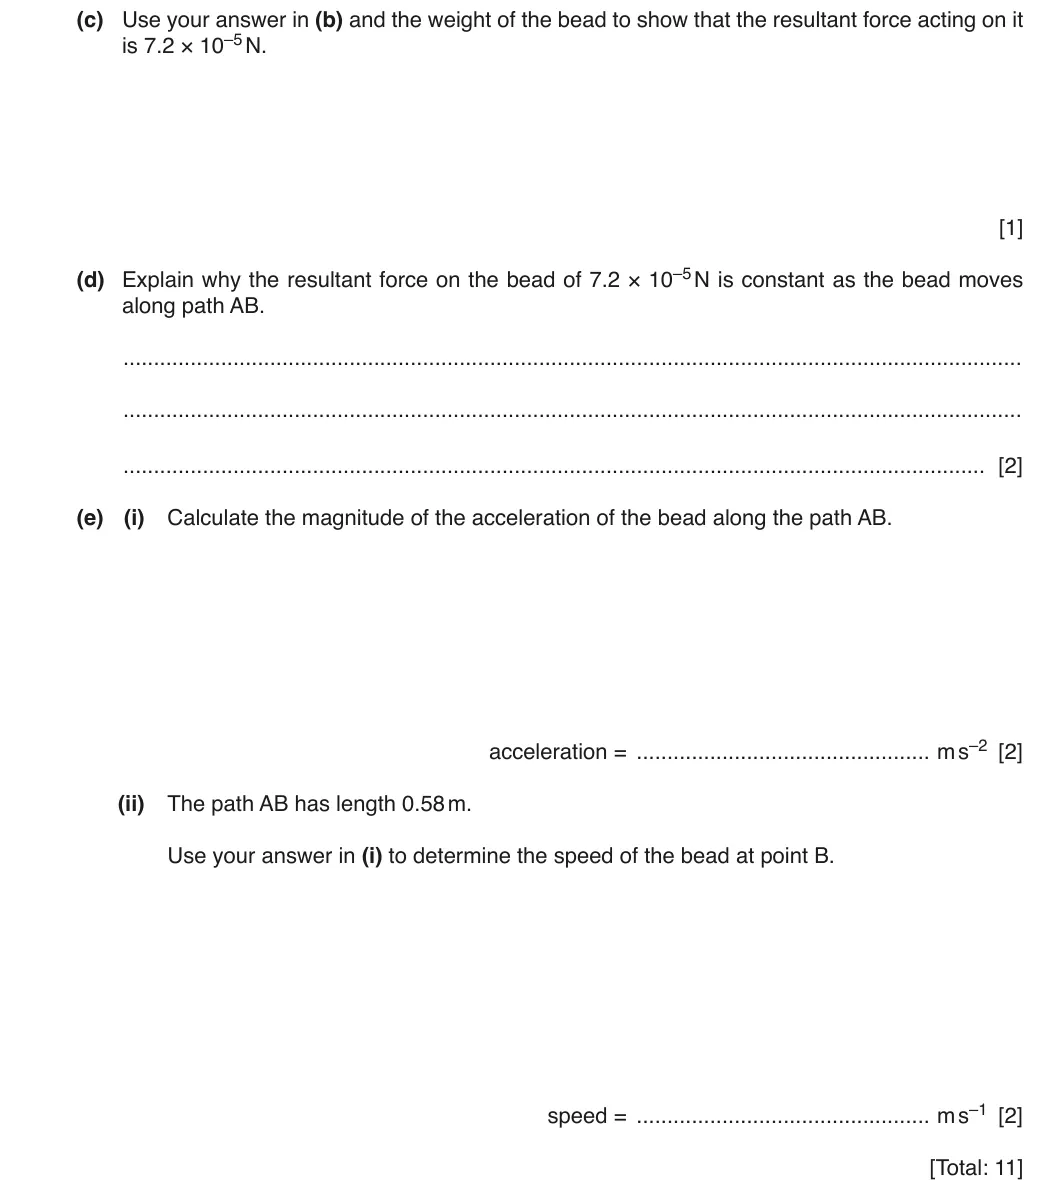 (c) Use your answer in (b) and the weight of the bead to show that the resultant force acting on it
is 7.2 × 10⁻⁵ N.
[1]
(d) Explain why the resultant force on the bead of 7.2 × 10⁻⁵ N is constant as the bead moves
along path AB.
....................................................................................................................................................
....................................................................................................................................................
.............................................................................................................................................. [2]
(e) (i) Calculate the magnitude of the acceleration of the bead along the path AB.
acceleration = ................................................ m s⁻² [2]
(ii) The path AB has length 0.58 m.
Use your answer in (i) to determine the speed of the bead at point B.
speed = ................................................ m s⁻¹ [2]
[Total: 11]